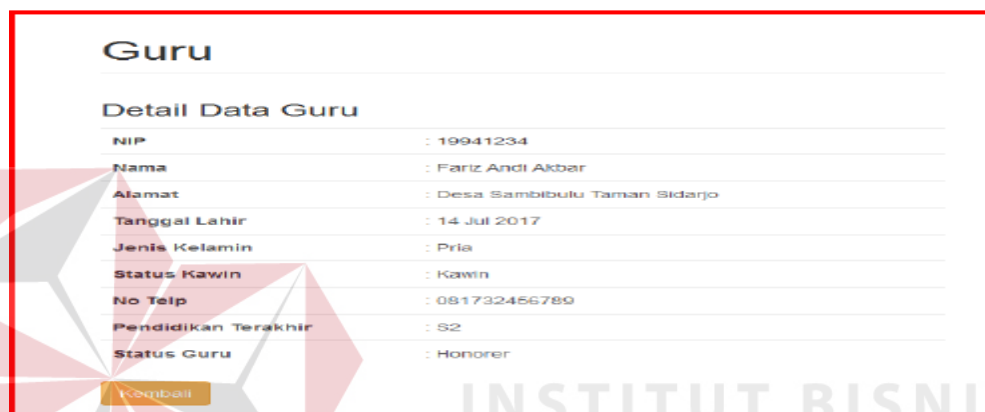 Guru
Detail Data Guru
NIP : 19941234
Nama : Fariz Andi Akbar
Alamat : Desa Sambibulu Taman Sidarjo
Tanggal Lahir : 14 Jul 2017
Jenis Kelamin : Pria
Status Kawin : Kawin
No Telp : 081732456789
Pendidikan Terakhir : S2
Status Guru : Honorer
Kembali
INSTITUT BISNI